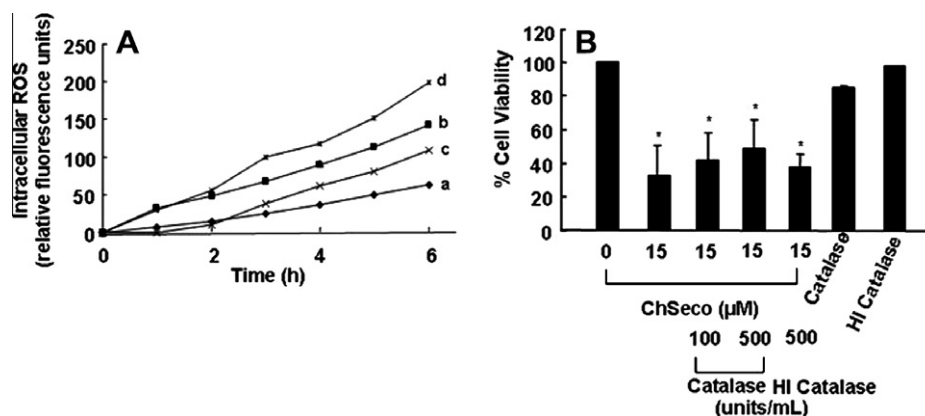 A
Intracellular ROS
(relative fluorescence units)
250
200
150
100
50
0
d
b
c
a
0 2 4 6
Time (h)
B
% Cell Viability
120
100
80
60
40
20
0
* * * *
0 15 15 15 15 Catalase HI Catalase
ChSeco (µM)
100 500 500
Catalase HI Catalase
(units/mL)